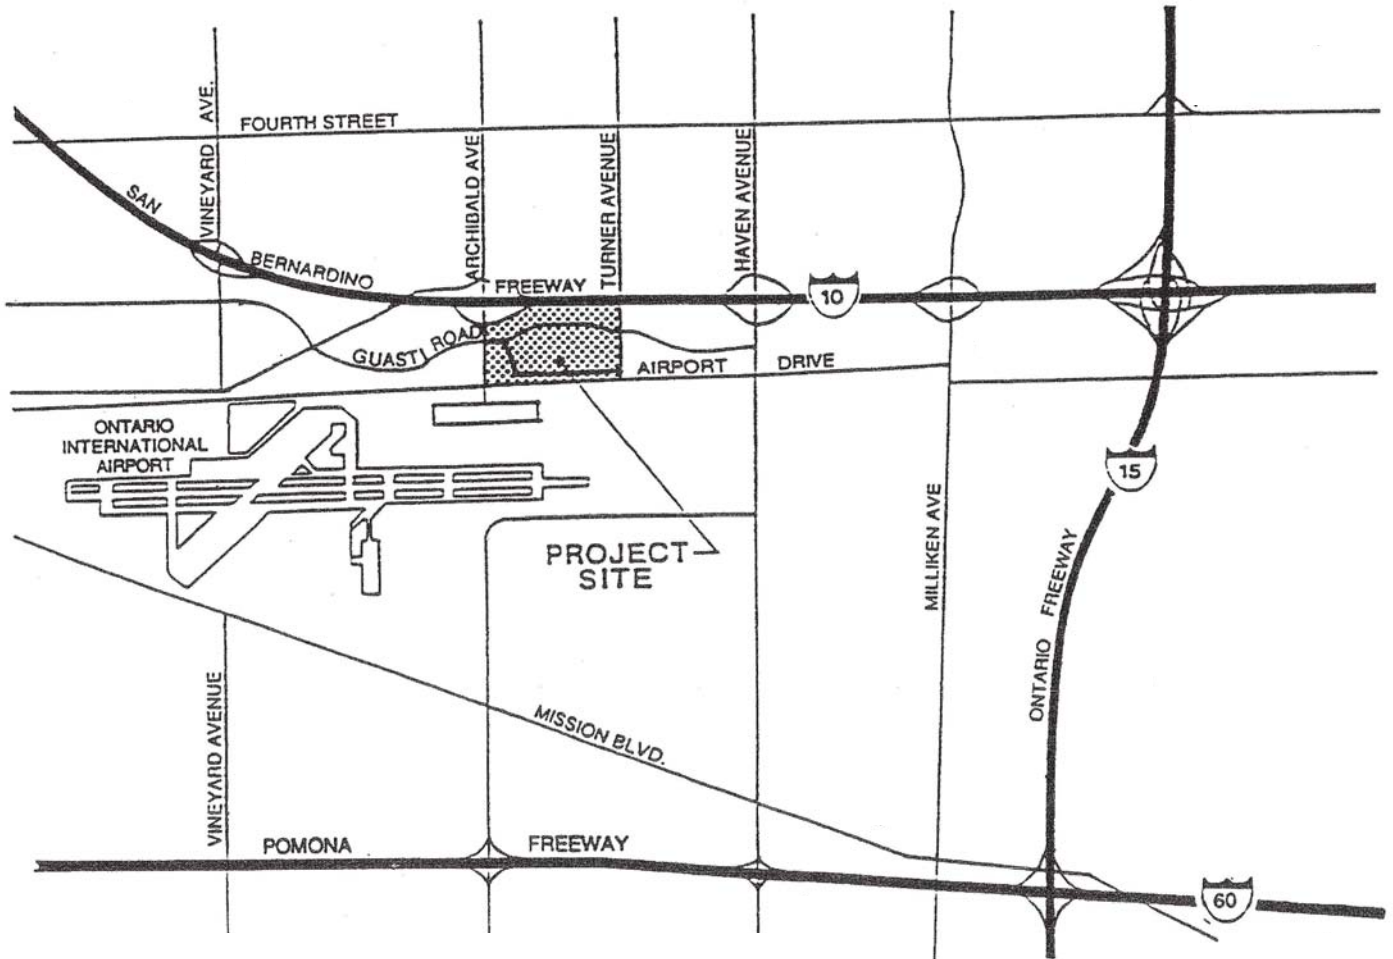 FOURTH STREET
VINEYARD AVE.
ARCHIBALD AVE
TURNER AVENUE
HAVEN AVENUE
SAN
BERNARDINO
FREEWAY
10
GUASTI ROAD
AIRPORT
DRIVE
ONTARIO
INTERNATIONAL
AIRPORT
15
PROJECT
SITE
MILLIKEN AVE
ONTARIO FREEWAY
VINEYARD AVENUE
MISSION BLVD.
POMONA
FREEWAY
60